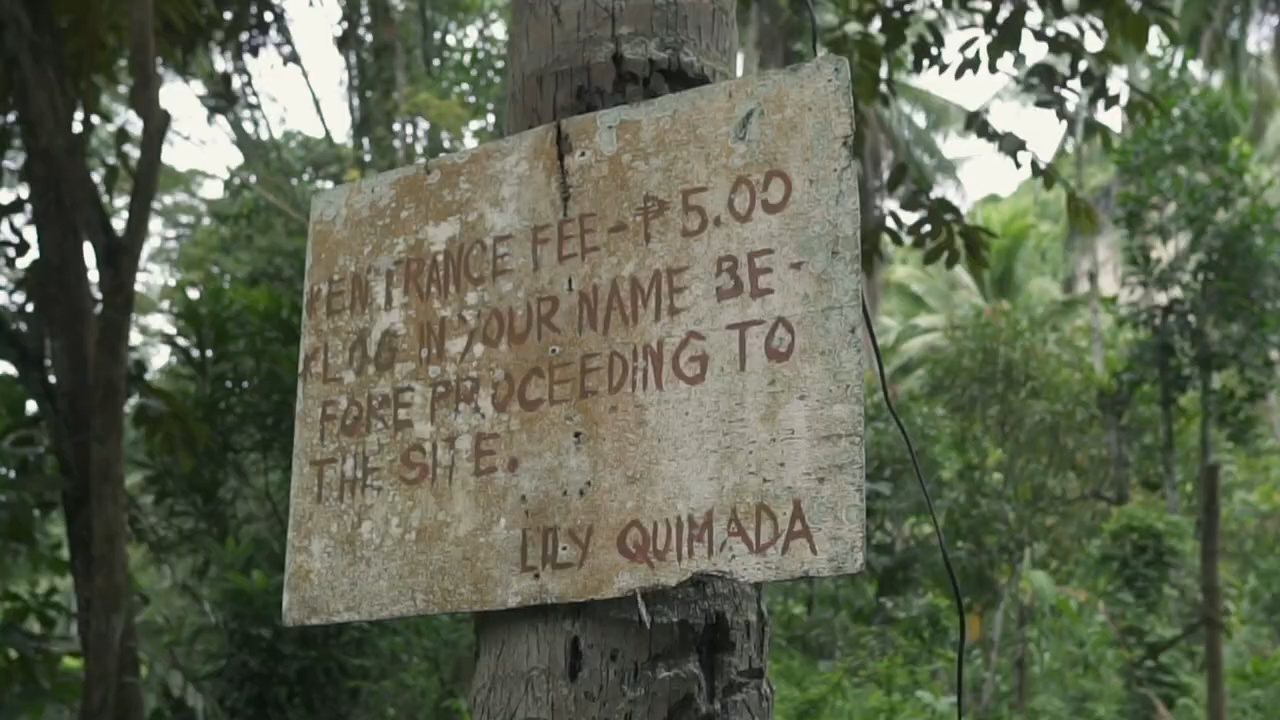 *ENTRANCE FEE-₱5.00
*LOG IN YOUR NAME BE-
FORE PROCEEDING TO
THE SITE.
LILY QUIMADA